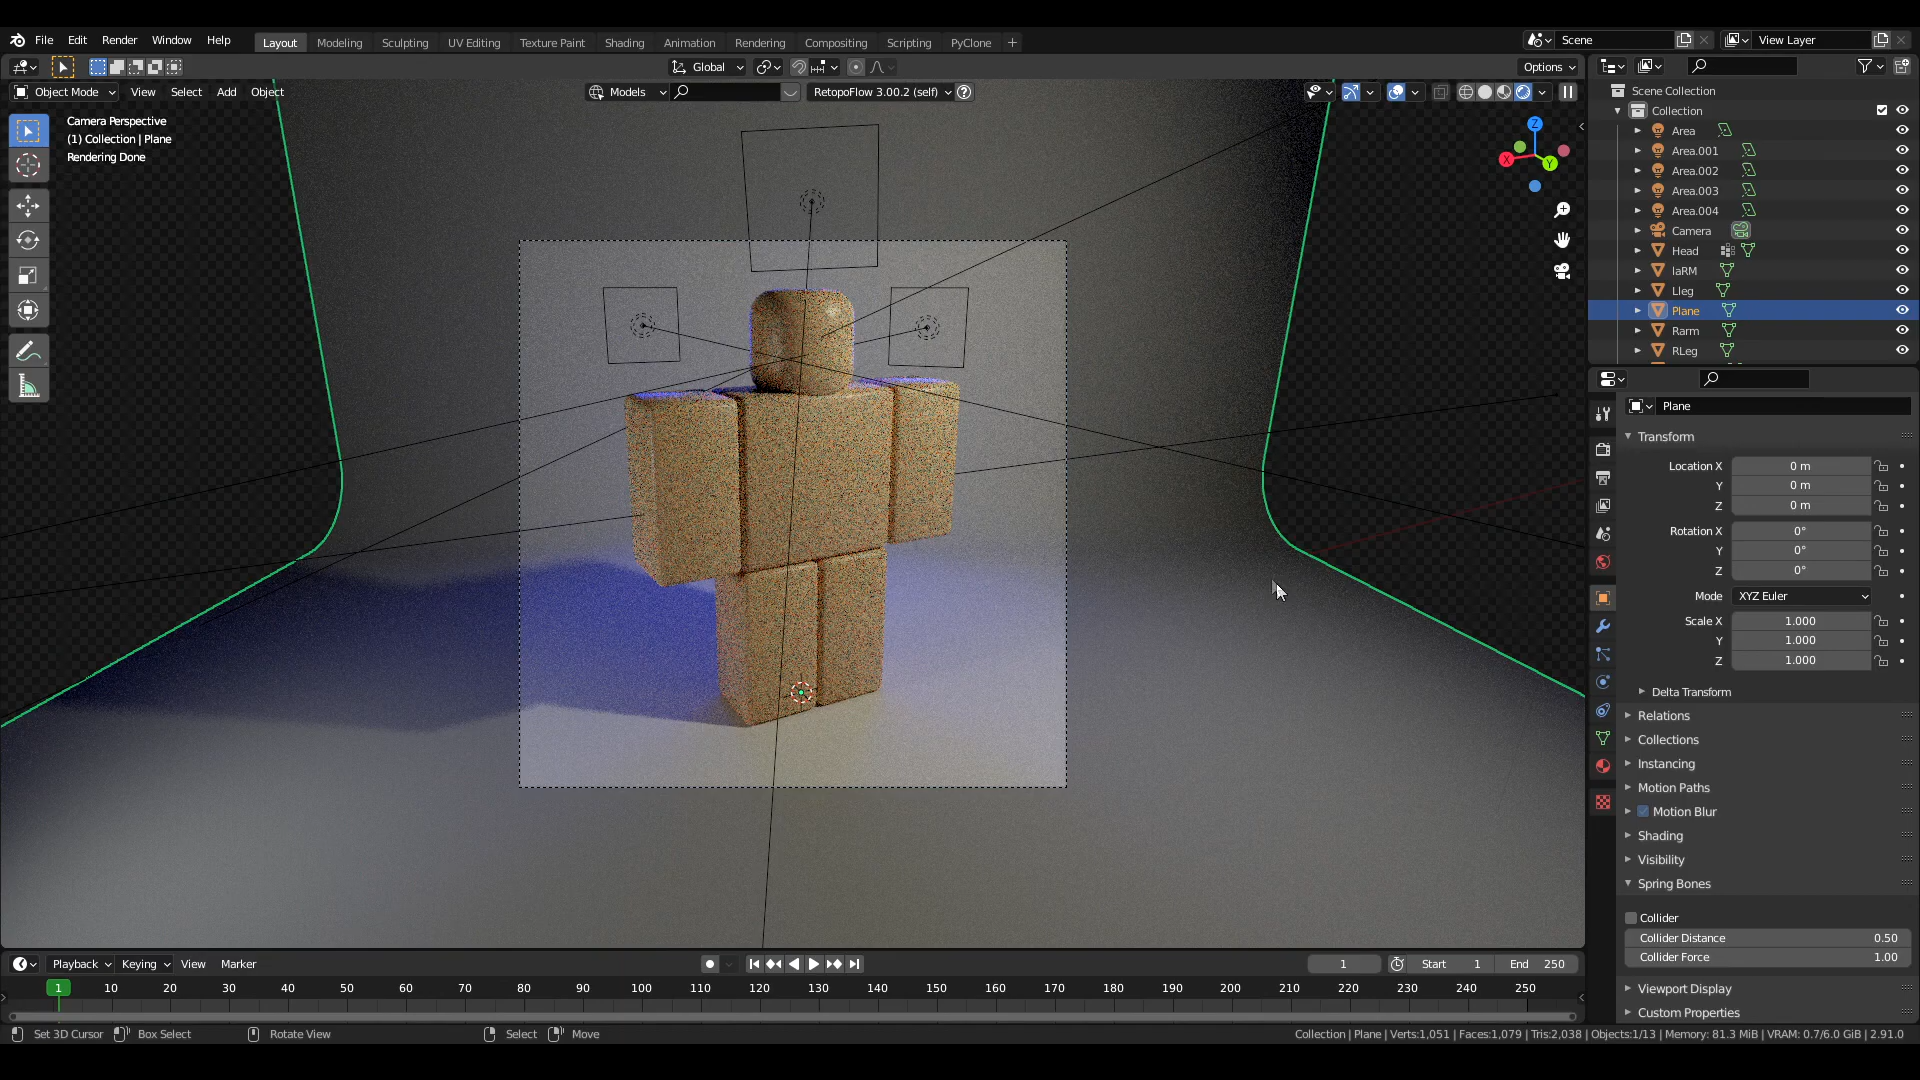 File Edit Render Window Help Layout Modeling Sculpting UV Editing Texture Paint Shading Animation Rendering Compositing Scripting PyClone + Scene View Layer
Global Options
Object Mode View Select Add Object Models RetopoFlow 3.00.2 (self)
Camera Perspective
(1) Collection | Plane
Rendering Done
Z
X
Y
Scene Collection
Collection
Area
Area.001
Area.002
Area.003
Area.004
Camera
Head
laRM
Lleg
Plane
Rarm
RLeg
Plane
Transform
Location X 0 m
Y 0 m
Z 0 m
Rotation X 0°
Y 0°
Z 0°
Mode XYZ Euler
Scale X 1.000
Y 1.000
Z 1.000
Delta Transform
Relations
Collections
Instancing
Motion Paths
Motion Blur
Shading
Visibility
Spring Bones
Collider
Collider Distance 0.50
Collider Force 1.00
Viewport Display
Custom Properties
Playback Keying View Marker 1 Start 1 End 250
1 10 20 30 40 50 60 70 80 90 100 110 120 130 140 150 160 170 180 190 200 210 220 230 240 250
Set 3D Cursor Box Select Rotate View Select Move Collection | Plane | Verts:1,051 | Faces:1,079 | Tris:2,038 | Objects:1/13 | Memory: 81.3 MiB | VRAM: 0.7/6.0 GiB | 2.91.0